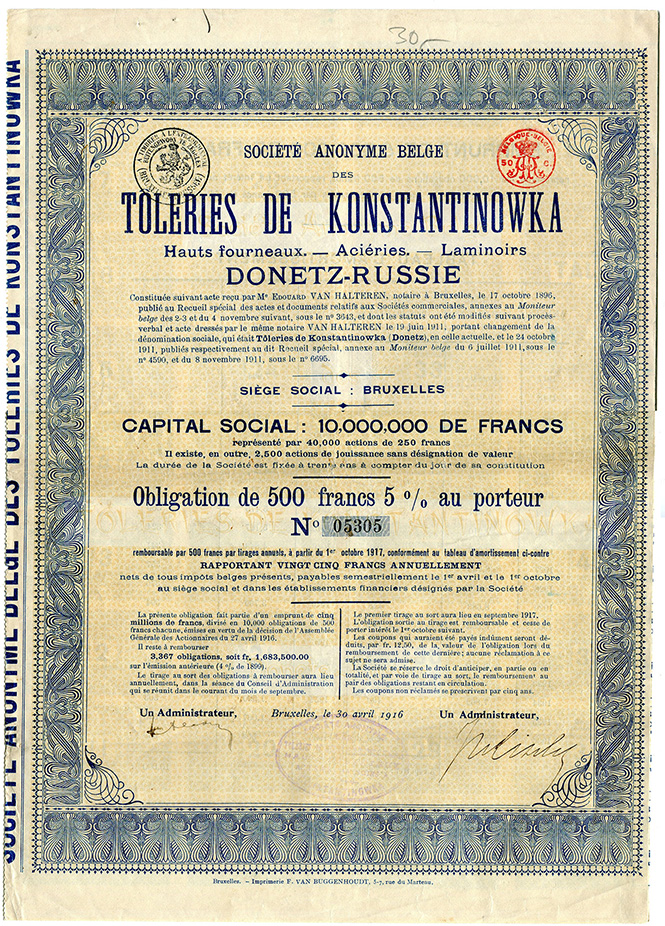 30,-
SOCIÉTÉ ANONYME BELGE DES TÔLERIES DE KONSTANTINOWKA
BELGIQUE-BELGIE
50 C.
SOCIÉTÉ ANONYME BELGE
DES
TÔLERIES DE KONSTANTINOWKA
Hauts fourneaux. — Aciéries. — Laminoirs
DONETZ-RUSSIE
Constituée suivant acte reçu par Me Edouard VAN HALTEREN, notaire à Bruxelles, le 17 octobre 1896,
publié au Recueil spécial des actes et documents relatifs aux Sociétés commerciales, annexes au Moniteur
belge des 2-3 et du 4 novembre suivant, sous le no 3643, et dont les statuts ont été modifiés suivant procès-
verbal et acte dressés par le même notaire VAN HALTEREN le 19 juin 1911, portant changement de la
dénomination sociale, qui était Tôleries de Konstantinowka (Donetz), en celle actuelle, et le 24 octobre
1911, publiés respectivement au dit Recueil spécial, annexe au Moniteur belge du 6 juillet 1911, sous le
no 4590, et du 8 novembre 1911, sous le no 6695.
SIÈGE SOCIAL : BRUXELLES
CAPITAL SOCIAL : 10,000,000 DE FRANCS
représenté par 40,000 actions de 250 francs
Il existe, en outre, 2,500 actions de jouissance sans désignation de valeur
La durée de la Société est fixée à trente ans à compter du jour de sa constitution
Obligation de 500 francs 5 % au porteur
No 05305
remboursable par 500 francs par tirages annuels, à partir du 1er octobre 1917, conformément au tableau d'amortissement ci-contre
RAPPORTANT VINGT CINQ FRANCS ANNUELLEMENT
nets de tous impôts belges présents, payables semestriellement le 1er avril et le 1er octobre
au siège social et dans les établissements financiers désignés par la Société
La présente obligation fait partie d'un emprunt de cinq
millions de francs, divisé en 10,000 obligations de 500
francs chacune, émises en vertu de la décision de l'Assemblée
Générale des Actionnaires du 27 avril 1916.
Il reste à rembourser
3,367 obligations, soit fr. 1,683,500.00
sur l'émission antérieure (4 % de 1899).
Le tirage au sort des obligations à rembourser aura lieu
annuellement, dans la séance du Conseil d'Administration
qui se réunit dans le courant du mois de septembre.
Le premier tirage au sort aura lieu en septembre 1917.
L'obligation sortie au tirage est remboursable et cesse de
porter intérêt le 1er octobre suivant.
Les coupons qui auraient été payés indûment seront dé-
duits, par fr. 12,50, de la valeur de l'obligation lors du
remboursement de cette dernière; aucune réclamation à ce
sujet ne sera admise.
La Société se réserve le droit d'anticiper, en partie ou en
totalité, et par voie de tirage au sort, le remboursement au
pair des obligations restant en circulation.
Les coupons non réclamés se prescrivent par cinq ans.
Un Administrateur,
Bruxelles, le 30 avril 1916
Un Administrateur,
Bruxelles. — Imprimerie F. VAN BUGGENHOUDT, 5-7, rue du Marteau.